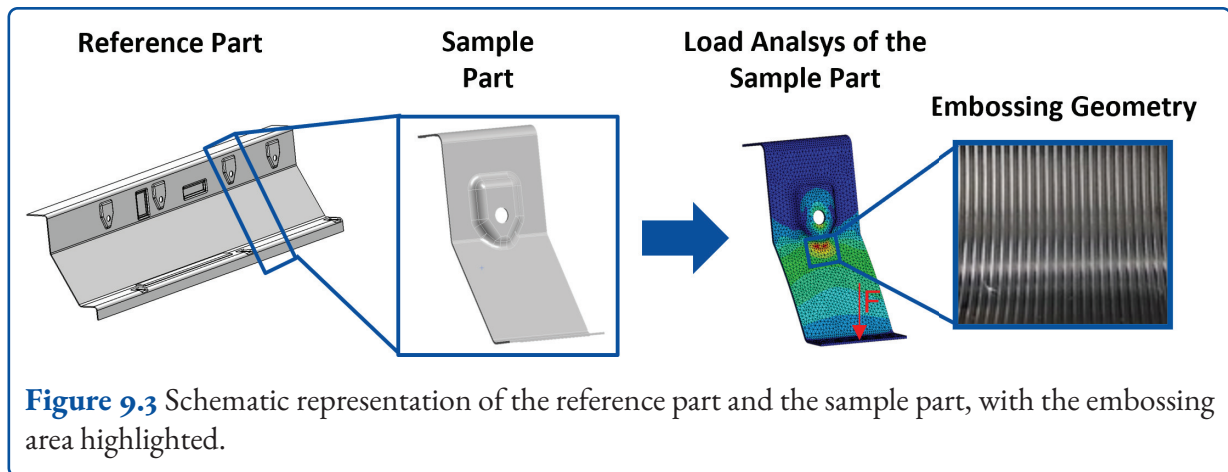 Reference Part
Sample
Part
Load Analsys of the
Sample Part
Embossing Geometry
F
Figure 9.3 Schematic representation of the reference part and the sample part, with the embossing
area highlighted.